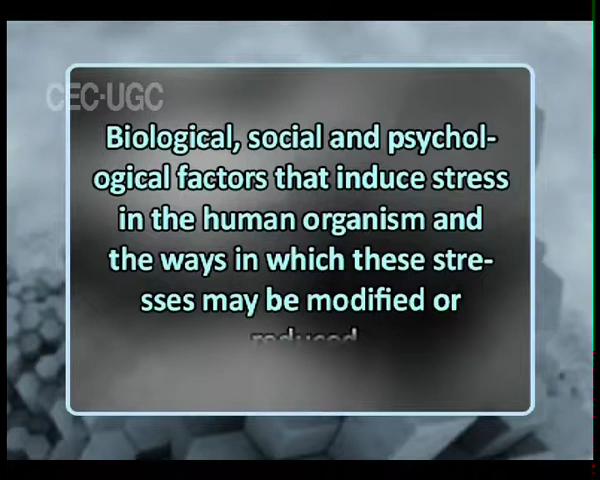 CEC-UGC
Biological, social and psychol-
ogical factors that induce stress
in the human organism and
the ways in which these stre-
sses may be modified or
reduced